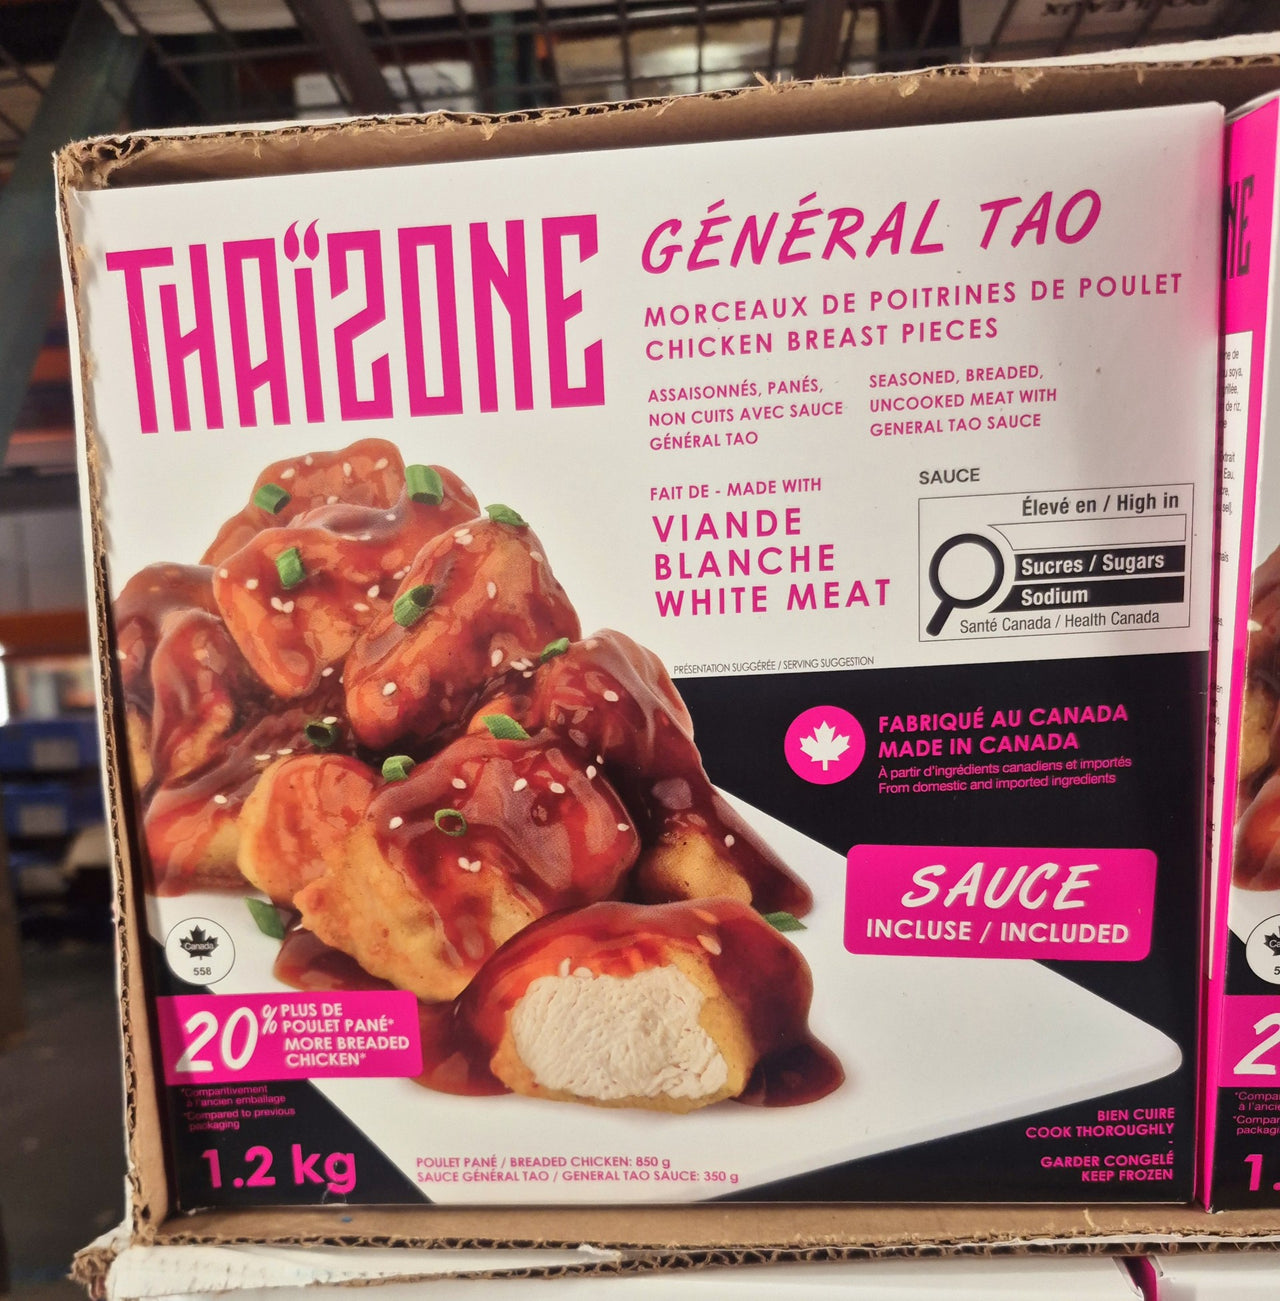 THAÏZONE
GÉNÉRAL TAO
MORCEAUX DE POITRINES DE POULET
CHICKEN BREAST PIECES
ASSAISONNÉS, PANÉS,
NON CUITS AVEC SAUCE
GÉNÉRAL TAO
SEASONED, BREADED,
UNCOOKED MEAT WITH
GENERAL TAO SAUCE
FAIT DE - MADE WITH
VIANDE
BLANCHE
WHITE MEAT
SAUCE
Élevé en / High in
Sucres / Sugars
Sodium
Santé Canada / Health Canada
PRÉSENTATION SUGGÉRÉE / SERVING SUGGESTION
FABRIQUÉ AU CANADA
MADE IN CANADA
À partir d'ingrédients canadiens et importés
From domestic and imported ingredients
SAUCE
INCLUSE / INCLUDED
Canada
558
20% PLUS DE
POULET PANÉ*
MORE BREADED
CHICKEN*
*Comparitivement
à l'ancien emballage
*Compared to previous
packaging
1.2 kg
POULET PANÉ / BREADED CHICKEN: 850 g
SAUCE GÉNÉRAL TAO / GENERAL TAO SAUCE: 350 g
BIEN CUIRE
COOK THOROUGHLY
-
GARDER CONGELÉ
KEEP FROZEN